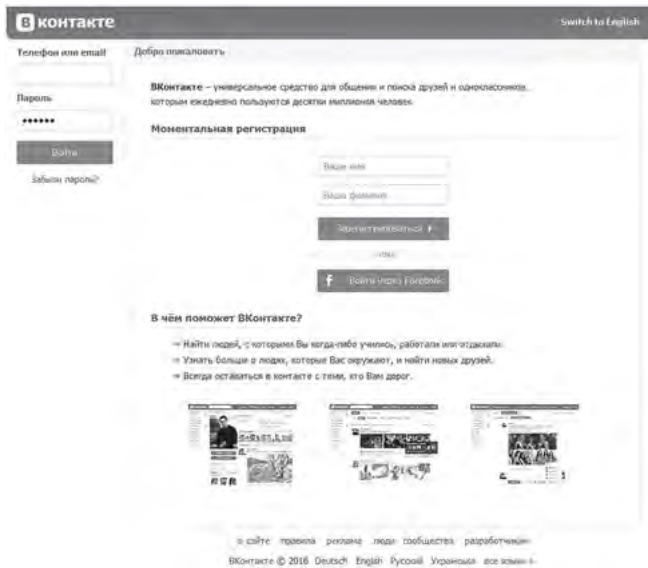 В контакте
Switch to English
Телефон или email
Пароль
••••••
Войти
Забыли пароль?
Добро пожаловать
ВКонтакте – универсальное средство для общения и поиска друзей и одноклассников,
которым ежедневно пользуются десятки миллионов человек.
Моментальная регистрация
Ваше имя
Ваша фамилия
Зарегистрироваться
или
f Войти через Facebook
В чём поможет ВКонтакте?
Найти людей, с которыми Вы когда-либо учились, работали или отдыхали.
Узнать больше о людях, которые Вас окружают, и найти новых друзей.
Всегда оставаться в контакте с теми, кто Вам дорог.
о сайте правила реклама люди сообщества разработчикам
ВКонтакте © 2016 Deutsch English Русский Українська все языки »